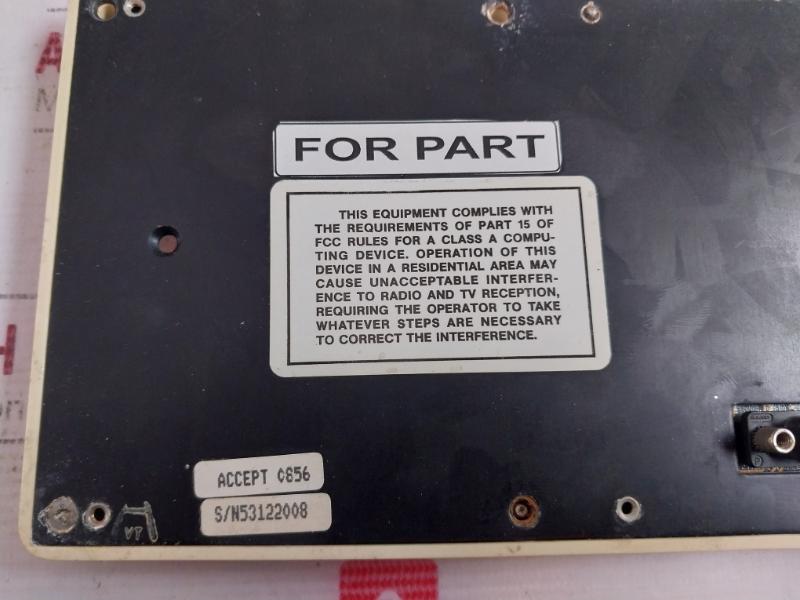 FOR PART
THIS EQUIPMENT COMPLIES WITH
THE REQUIREMENTS OF PART 15 OF
FCC RULES FOR A CLASS A COMPU-
TING DEVICE. OPERATION OF THIS
DEVICE IN A RESIDENTIAL AREA MAY
CAUSE UNACCEPTABLE INTERFER-
ENCE TO RADIO AND TV RECEPTION,
REQUIRING THE OPERATOR TO TAKE
WHATEVER STEPS ARE NECESSARY
TO CORRECT THE INTERFERENCE.
ACCEPT 0856
S/N53122008
VT